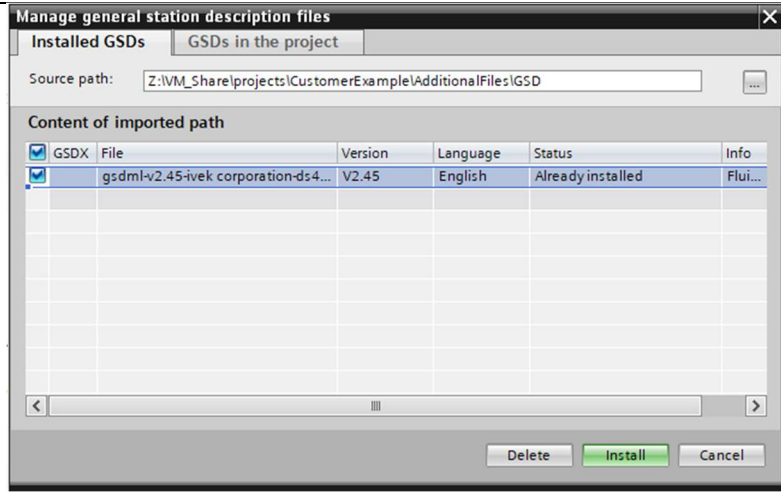 Manage general station description files
Installed GSDs GSDs in the project
Source path: Z:\VM_Share\projects\CustomerExample\AdditionalFiles\GSD ...
Content of imported path
GSDX File Version Language Status Info
gsdml-v2.45-ivek corporation-ds4... V2.45 English Already installed Flui...
Delete Install Cancel